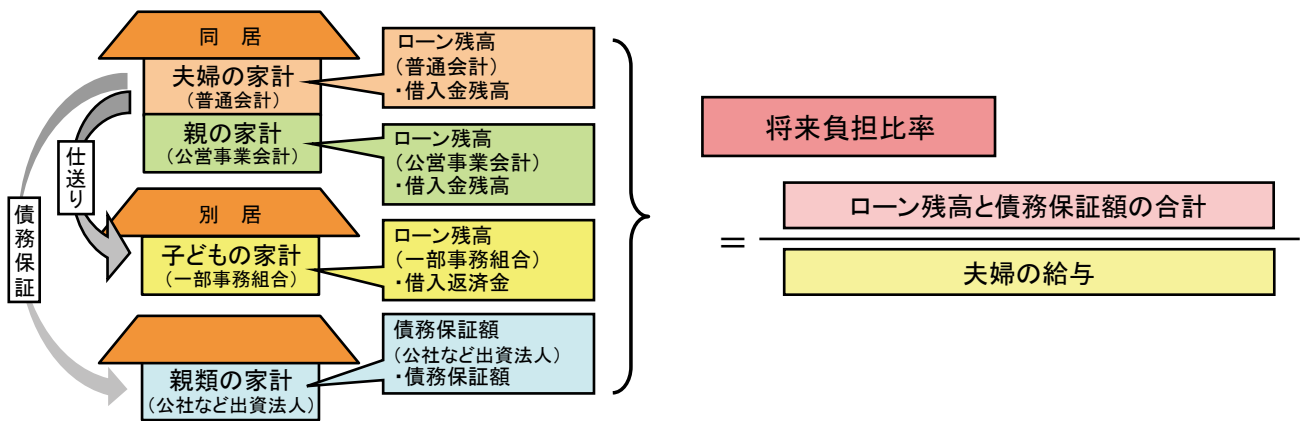 同 居
夫婦の家計
(普通会計)
親の家計
(公営事業会計)
ローン残高
(普通会計)
・借入金残高
ローン残高
(公営事業会計)
・借入金残高
仕送り
債務保証
別 居
子どもの家計
(一部事務組合)
ローン残高
(一部事務組合)
・借入返済金
親類の家計
(公社など出資法人)
債務保証額
(公社など出資法人)
・債務保証額
将来負担比率
=
ローン残高と債務保証額の合計
夫婦の給与